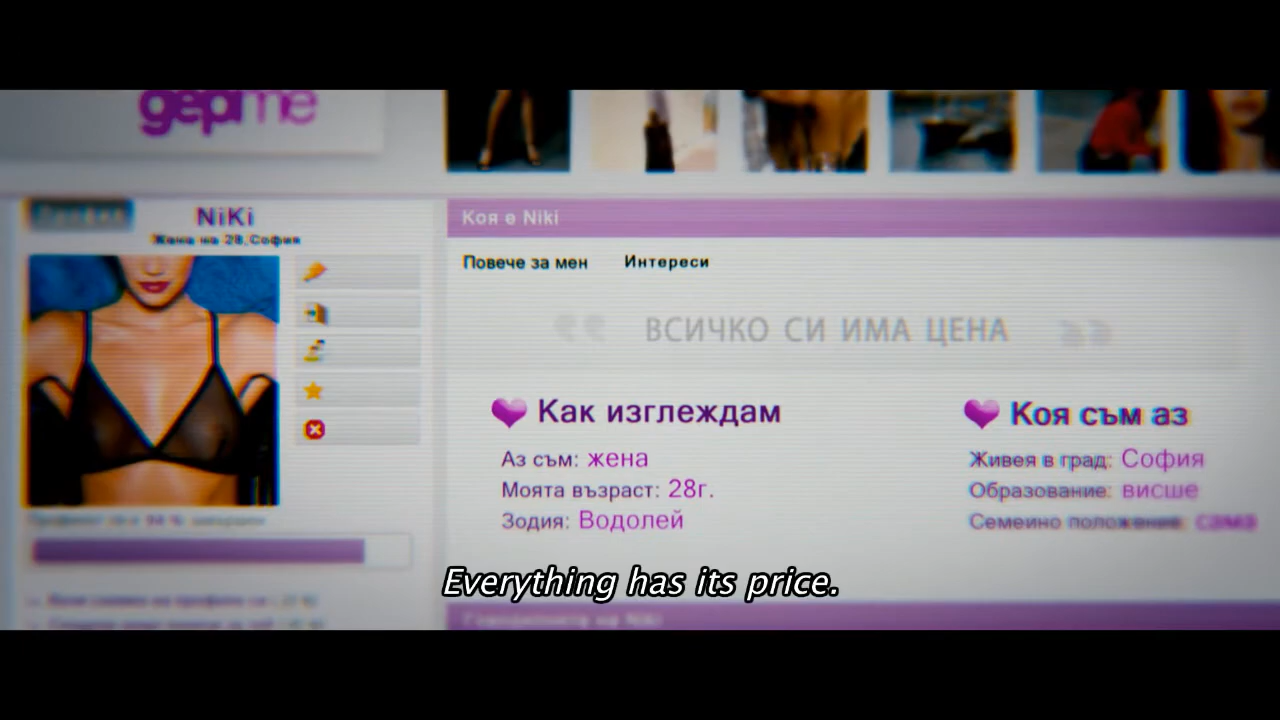 gepime
NiKi
Жена на 28,София
Коя е Niki
Повече за мен Интереси
ВСИЧКО СИ ИМА ЦЕНА
Как изглеждам
Аз съм: жена
Моята възраст: 28г.
Зодия: Водолей
Коя съм аз
Живея в град: София
Образование: висше
Семейно положение: сама
Everything has its price.